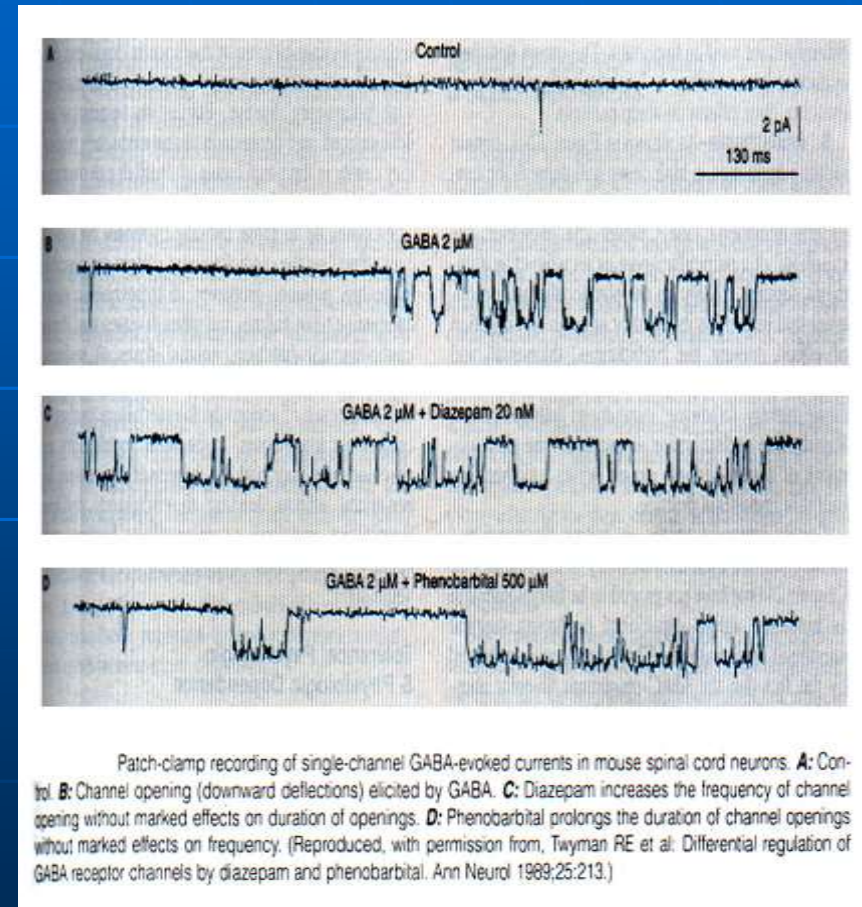 A
Control
2 pA
130 ms
B
GABA 2 µM
C
GABA 2 µM + Diazepam 20 nM
D
GABA 2 µM + Phenobarbital 500 µM
Patch-clamp recording of single-channel GABA-evoked currents in mouse spinal cord neurons. A: Con-
trol. B: Channel opening (downward deflections) elicited by GABA. C: Diazepam increases the frequency of channel
opening without marked effects on duration of openings. D: Phenobarbital prolongs the duration of channel openings
without marked effects on frequency. (Reproduced, with permission from, Twyman RE et al: Differential regulation of
GABA receptor channels by diazepam and phenobarbital. Ann Neurol 1989;25:213.)